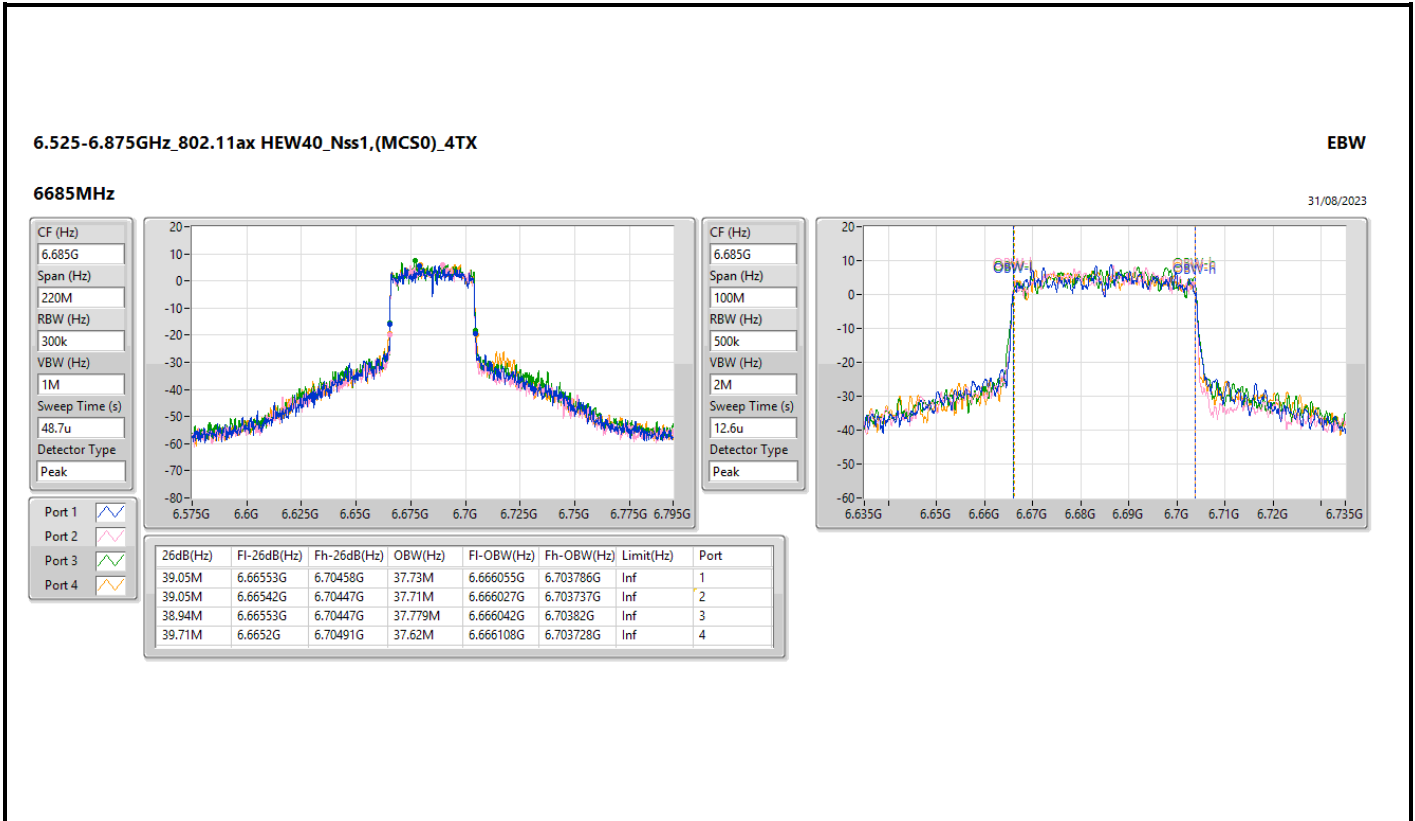 6.525-6.875GHz_802.11ax HEW40_Nss1,(MCS0)_4TX
EBW
6685MHz
31/08/2023
CF (Hz)
6.685G
Span (Hz)
220M
RBW (Hz)
300k
VBW (Hz)
1M
Sweep Time (s)
48.7u
Detector Type
Peak
20
10
0
-10
-20
-30
-40
-50
-60
-70
-80
6.575G 6.6G 6.625G 6.65G 6.675G 6.7G 6.725G 6.75G 6.775G 6.795G
CF (Hz)
6.685G
Span (Hz)
100M
RBW (Hz)
500k
VBW (Hz)
2M
Sweep Time (s)
12.6u
Detector Type
Peak
20
10
0
-10
-20
-30
-40
-50
-60
OBW-L
OBW-R
6.635G 6.65G 6.66G 6.67G 6.68G 6.69G 6.7G 6.71G 6.72G 6.735G
Port 1
Port 2
Port 3
Port 4
26dB(Hz) Fl-26dB(Hz) Fh-26dB(Hz) OBW(Hz) Fl-OBW(Hz) Fh-OBW(Hz) Limit(Hz) Port
39.05M 6.66553G 6.70458G 37.73M 6.666055G 6.703786G Inf 1
39.05M 6.66542G 6.70447G 37.71M 6.666027G 6.703737G Inf 2
38.94M 6.66553G 6.70447G 37.779M 6.666042G 6.70382G Inf 3
39.71M 6.6652G 6.70491G 37.62M 6.666108G 6.703728G Inf 4